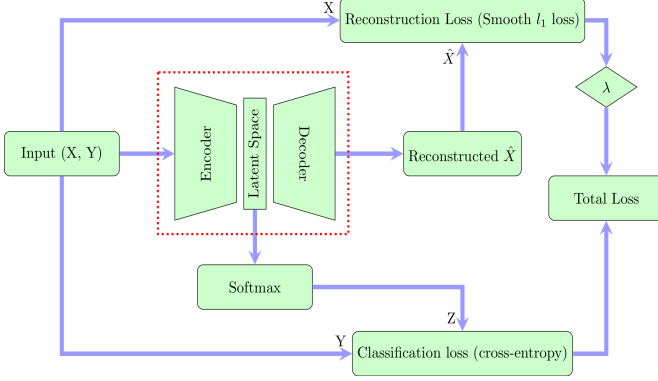 X
Reconstruction Loss (Smooth l₁ loss)
X̂
λ
Input (X, Y)
Encoder
Latent Space
Decoder
Reconstructed X̂
Total Loss
Softmax
Z
Y
Classification loss (cross-entropy)